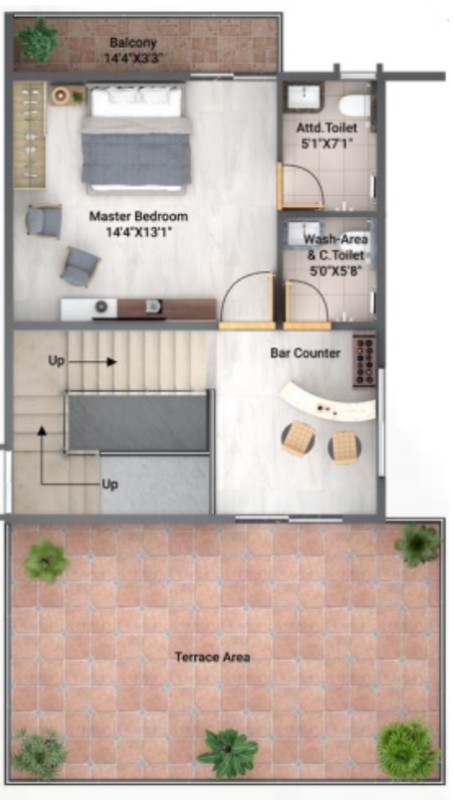 Balcony
14'4"X3'3"
Attd.Toilet
5'1"X7'1"
Master Bedroom
14'4"X13'1"
Wash-Area
& C.Toilet
5'0"X5'8"
Up
Bar Counter
Up
Terrace Area